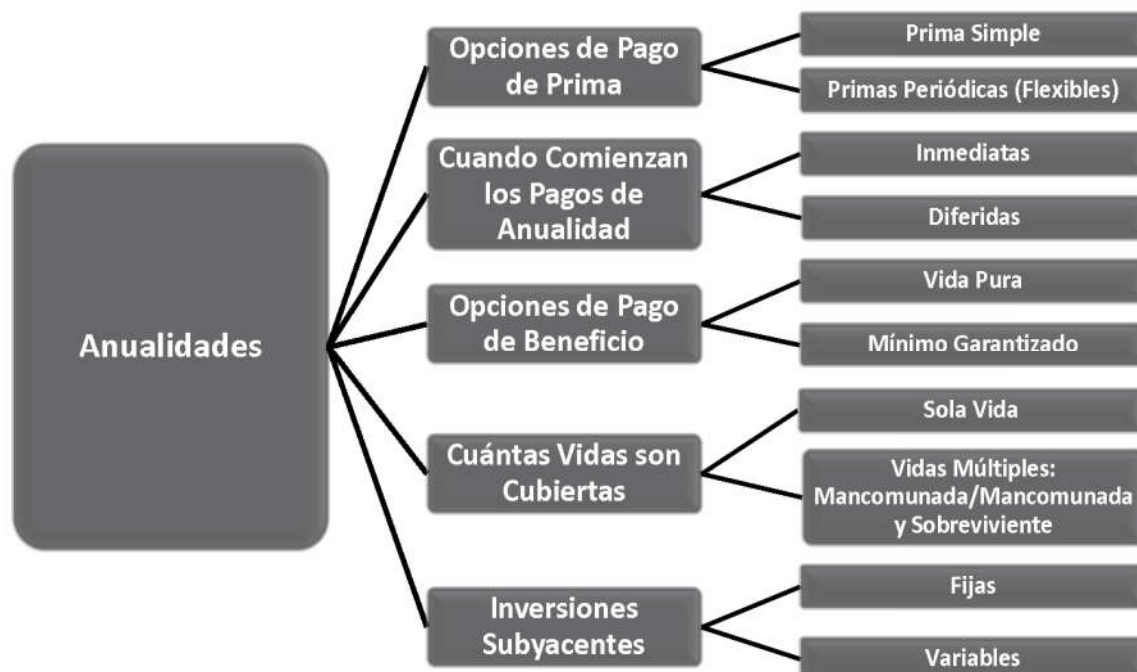 Anualidades
Opciones de Pago
de Prima
Prima Simple
Primas Periódicas (Flexibles)
Cuando Comienzan
los Pagos de
Anualidad
Inmediatas
Diferidas
Opciones de Pago
de Beneficio
Vida Pura
Mínimo Garantizado
Cuántas Vidas son
Cubiertas
Sola Vida
Vidas Múltiples:
Mancomunada/Mancomunada
y Sobreviviente
Inversiones
Subyacentes
Fijas
Variables